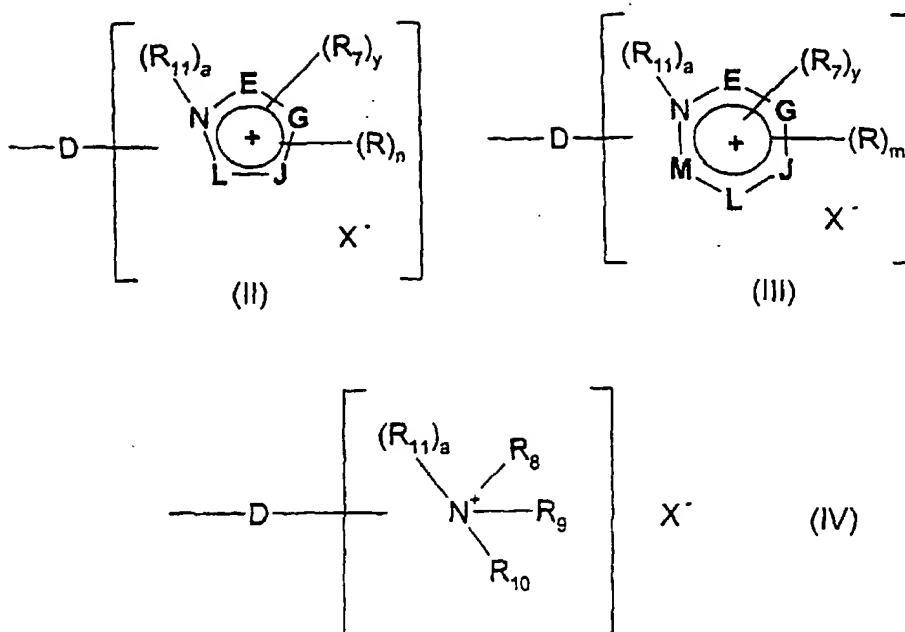 (R₁₁)ₐ E (R₇)ᵧ
N G
D + (R)ₙ
L J
X⁻
(II)
(R₁₁)ₐ E (R₇)ᵧ
N G
D + (R)ₘ
M J
L
X⁻
(III)
(R₁₁)ₐ R₈
D N⁺ R₉ X⁻ (IV)
R₁₀